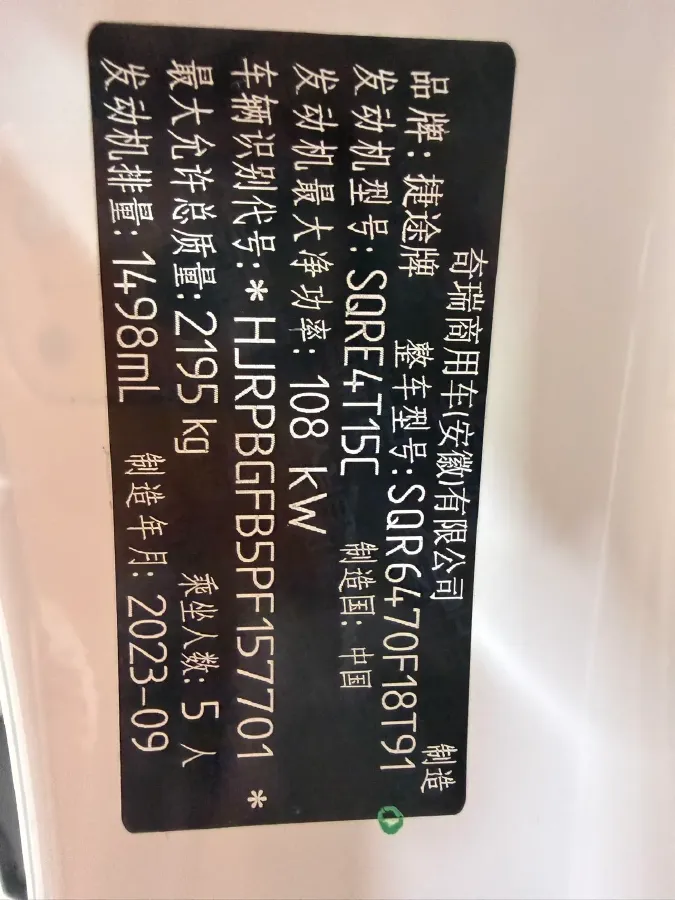 奇瑞商用车(安徽)有限公司 制造
品牌: 捷途牌 整车型号: SQR6470F18T91
发动机型号: SQRE4T15C 制造国: 中国
发动机最大净功率: 108 kW
车辆识别代号: *HJRPBGFB5PF157701*
最大允许总质量: 2195 kg 乘坐人数: 5 人
发动机排量: 1498mL 制造年月: 2023-09